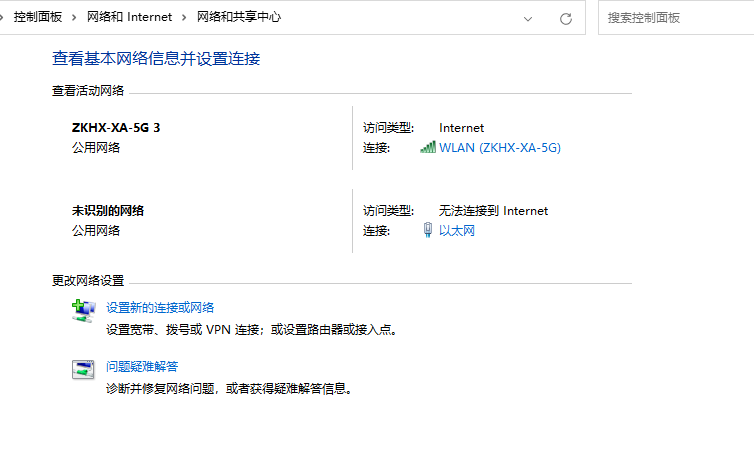 控制面板 > 网络和 Internet > 网络和共享中心
搜索控制面板
查看基本网络信息并设置连接
查看活动网络
ZKHX-XA-5G 3
公用网络
访问类型: Internet
连接: WLAN (ZKHX-XA-5G)
未识别的网络
公用网络
访问类型: 无法连接到 Internet
连接: 以太网
更改网络设置
设置新的连接或网络
设置宽带、拨号或 VPN 连接；或设置路由器或接入点。
问题疑难解答
诊断并修复网络问题，或者获得疑难解答信息。